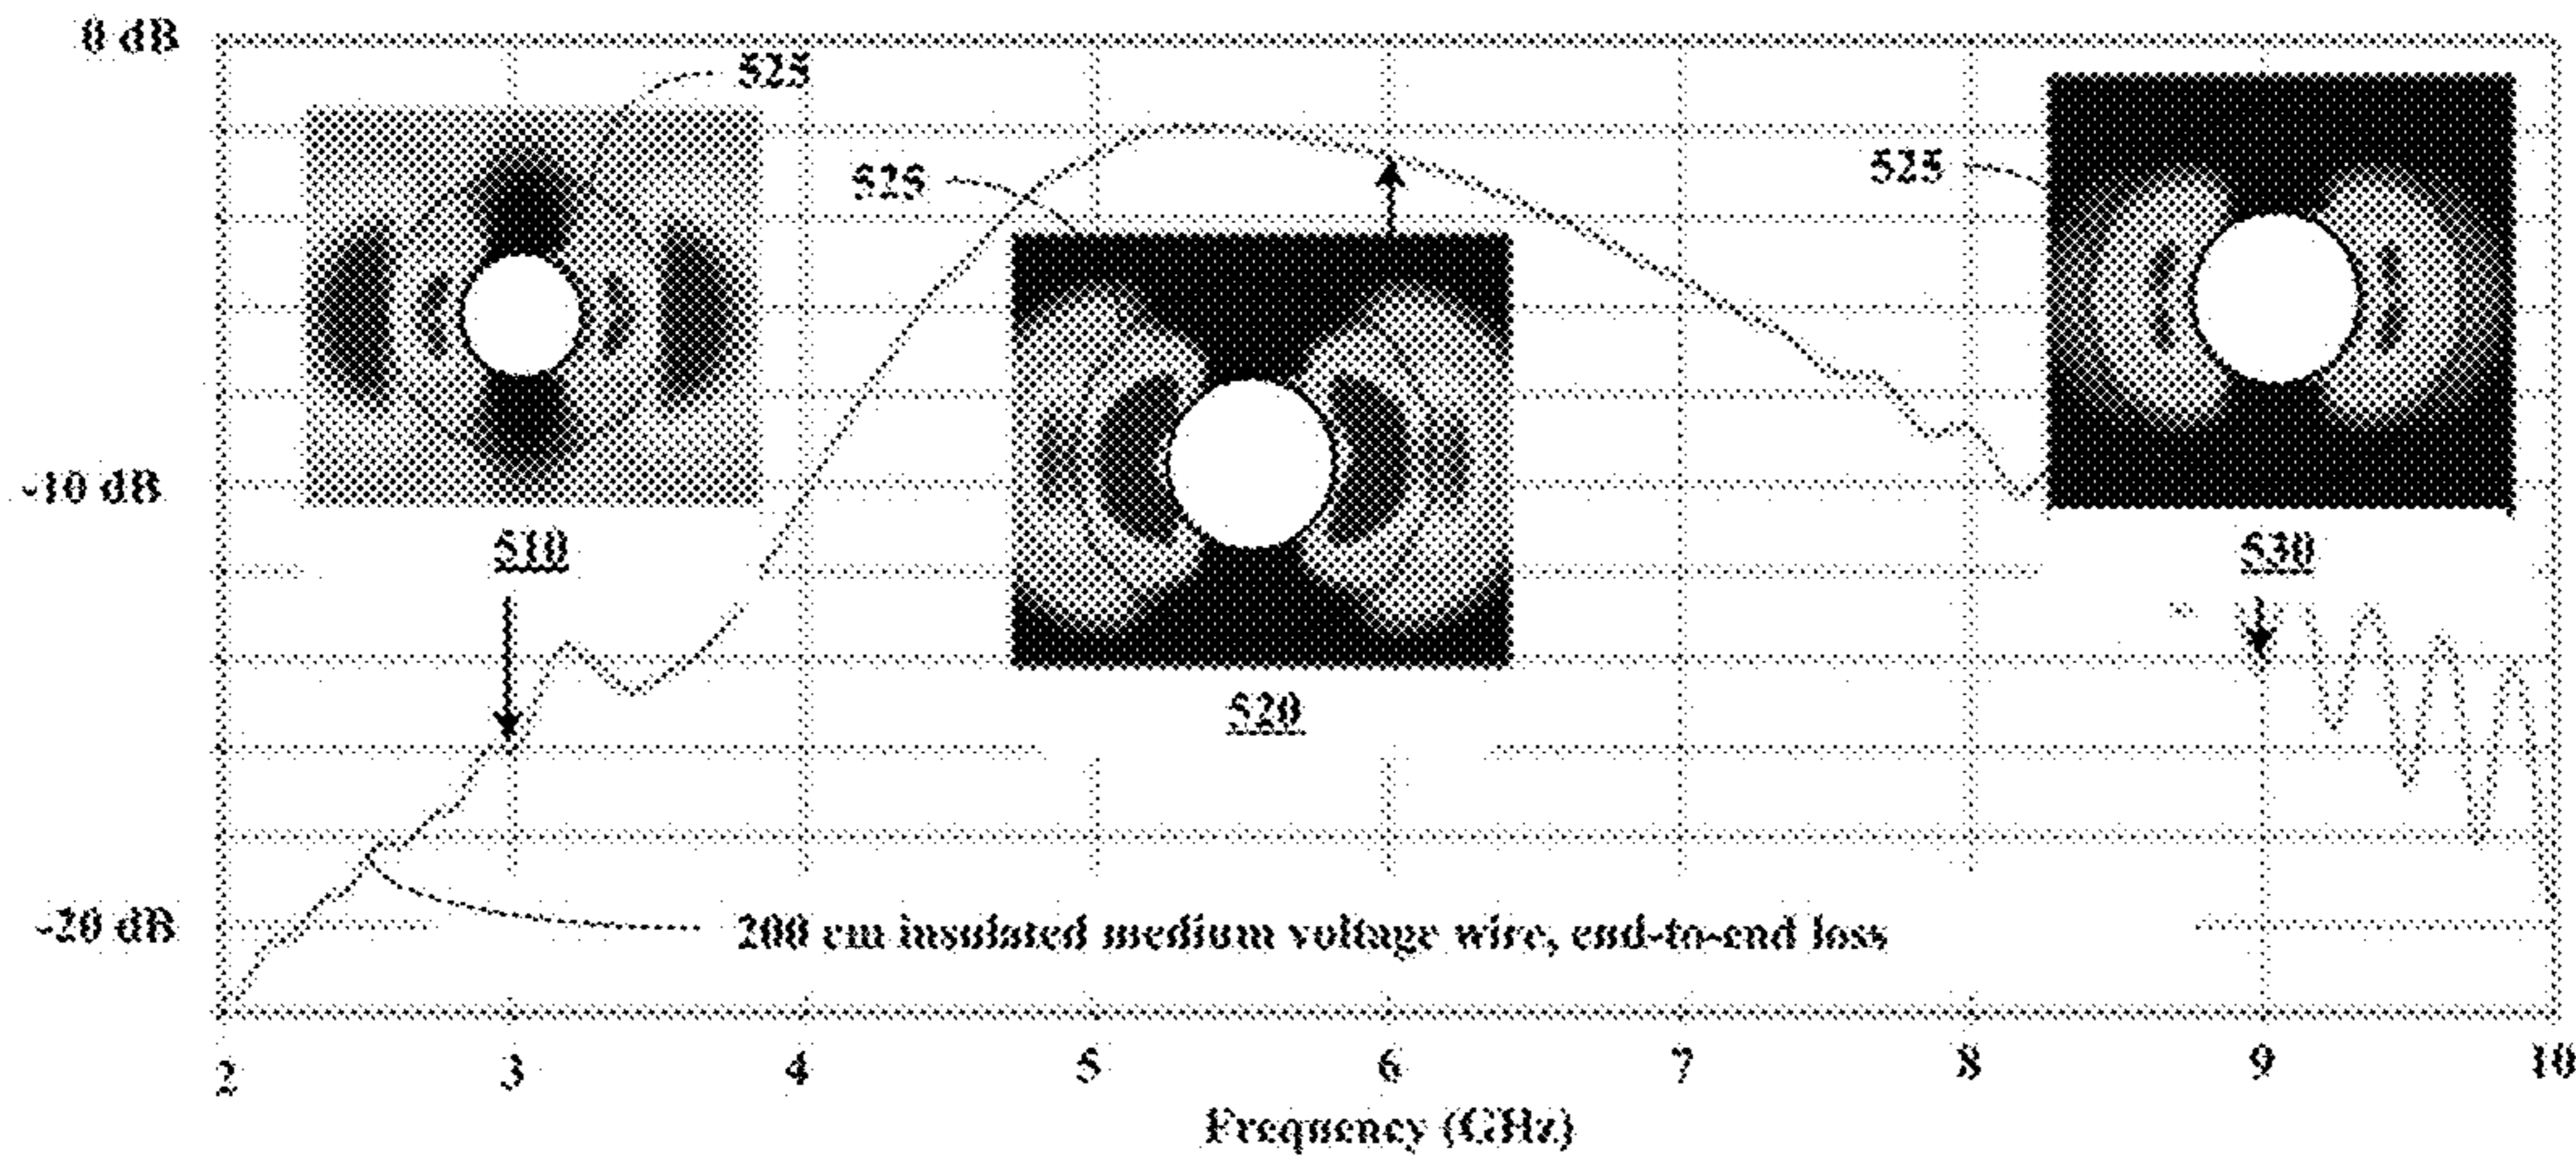 0 dB
525
525
525
-10 dB
510
530
520
-20 dB
200 cm insulated medium voltage wire, end-to-end loss
2 3 4 5 6 7 8 9 10
Frequency (GHz)